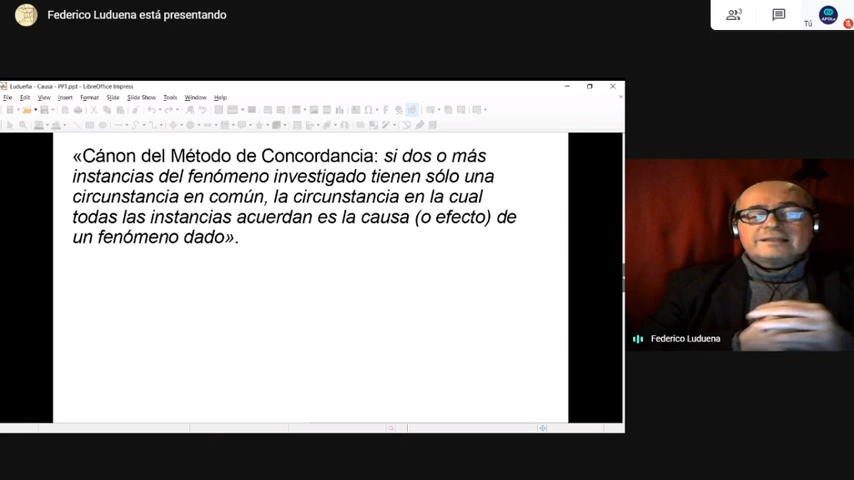 Federico Luduena está presentando
3
Tú
APOLa
Ludueña - Causa - PPT.ppt - LibreOffice Impress
File Edit View Insert Format Slide Slide Show Tools Window Help
«Cánon del Método de Concordancia: si dos o más
instancias del fenómeno investigado tienen sólo una
circunstancia en común, la circunstancia en la cual
todas las instancias acuerdan es la causa (o efecto) de
un fenómeno dado».
Federico Luduena